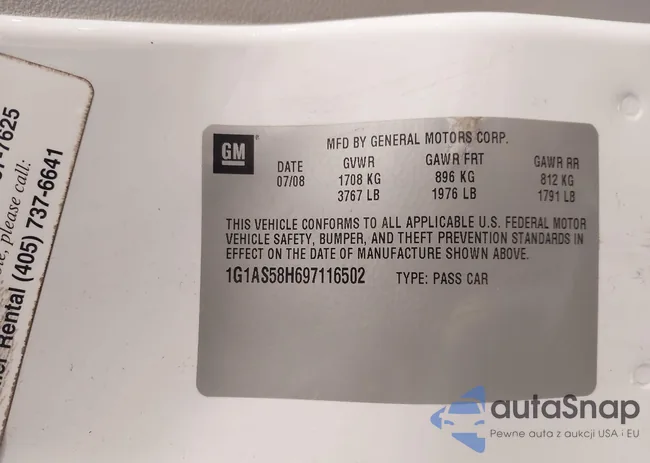 7-7625
please call:
Rental (405) 737-6641
GM
MFD BY GENERAL MOTORS CORP.
DATE GVWR GAWR FRT GAWR RR
07/08 1708 KG 896 KG 812 KG
3767 LB 1976 LB 1791 LB
THIS VEHICLE CONFORMS TO ALL APPLICABLE U.S. FEDERAL MOTOR
VEHICLE SAFETY, BUMPER, AND THEFT PREVENTION STANDARDS IN
EFFECT ON THE DATE OF MANUFACTURE SHOWN ABOVE.
1G1AS58H697116502 TYPE: PASS CAR
autaSnap
Pewne auta z aukcji USA i EU